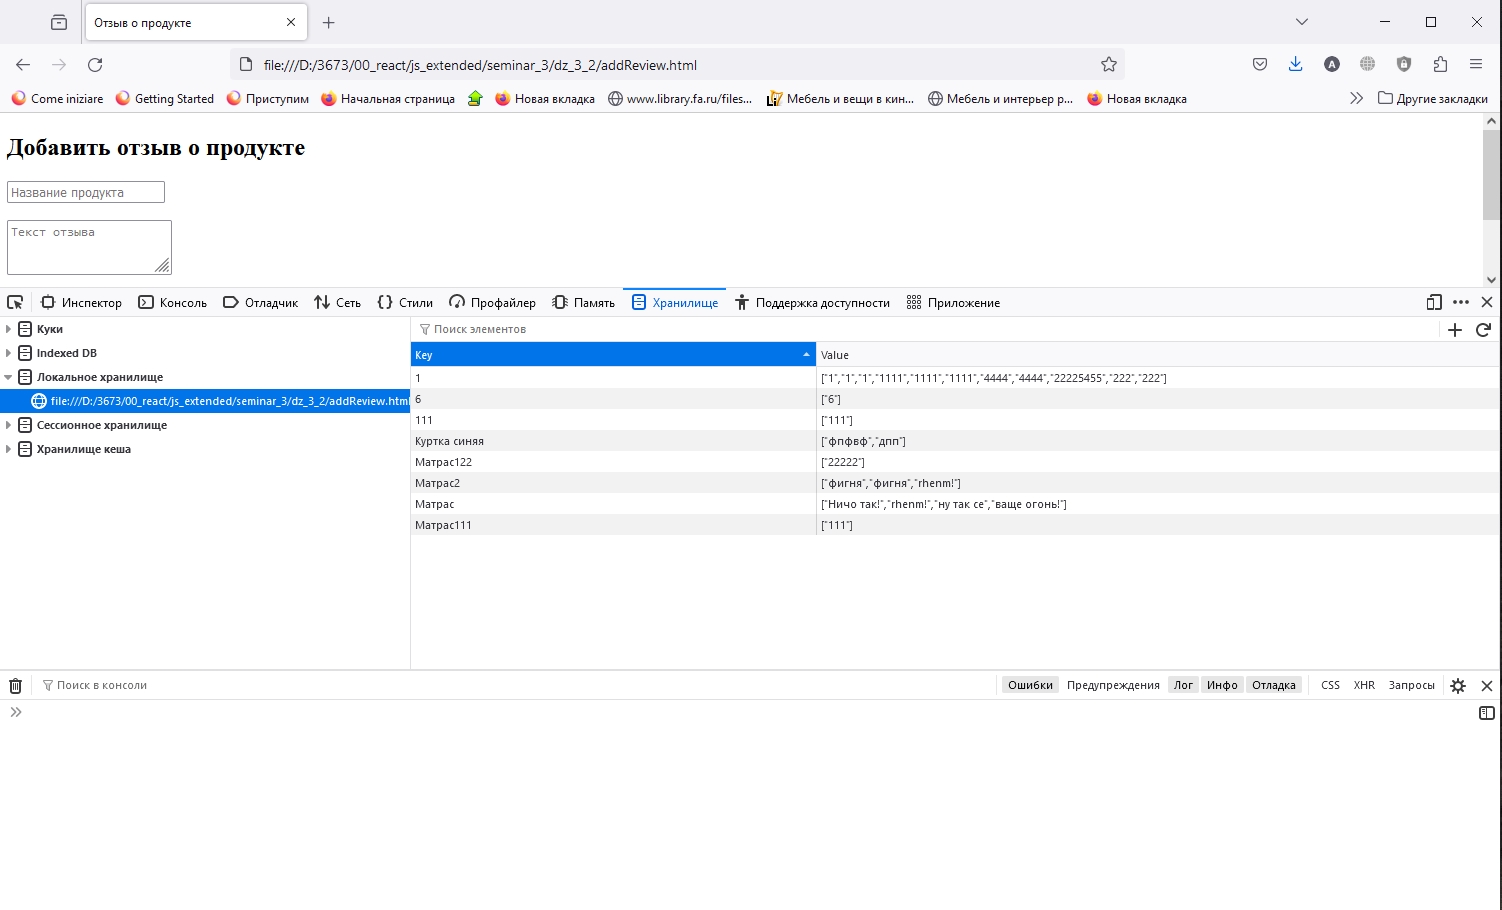 Отзыв о продукте
file:///D:/3673/00_react/js_extended/seminar_3/dz_3_2/addReview.html
Come iniziare Getting Started Приступим Начальная страница Новая вкладка www.library.fa.ru/files... Мебель и вещи в кин... Мебель и интерьер р... Новая вкладка Другие закладки
Добавить отзыв о продукте
Название продукта
Текст отзыва
Инспектор Консоль Отладчик Сеть Стили Профайлер Память Хранилище Поддержка доступности Приложение
Куки
Indexed DB
Локальное хранилище
file:///D:/3673/00_react/js_extended/seminar_3/dz_3_2/addReview.html
Сессионное хранилище
Хранилище кеша
Поиск элементов
Key Value
1 ["1","1","1","1111","1111","1111","4444","4444","22225455","222","222"]
6 ["6"]
111 ["111"]
Куртка синяя ["фпфвф","дпп"]
Матрас122 ["22222"]
Матрас2 ["фигня","фигня","rhenm!"]
Матрас ["Ничо так!","rhenm!","ну так се","ваще огонь!"]
Матрас111 ["111"]
Поиск в консоли Ошибки Предупреждения Лог Инфо Отладка CSS XHR Запросы